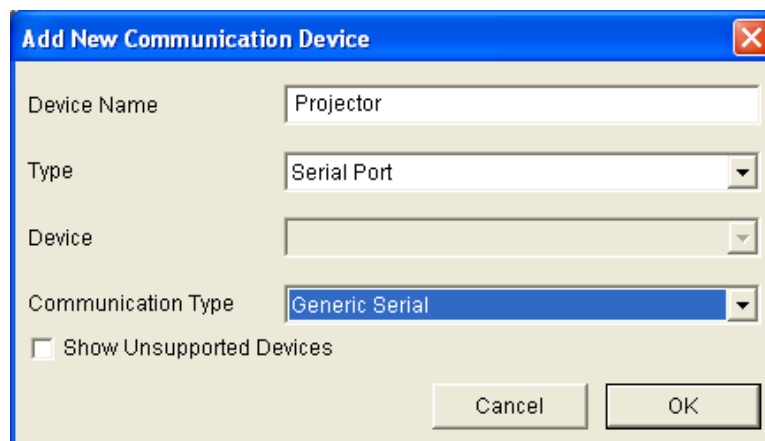 Add New Communication Device
Device Name Projector
Type Serial Port
Device
Communication Type Generic Serial
Show Unsupported Devices
Cancel OK